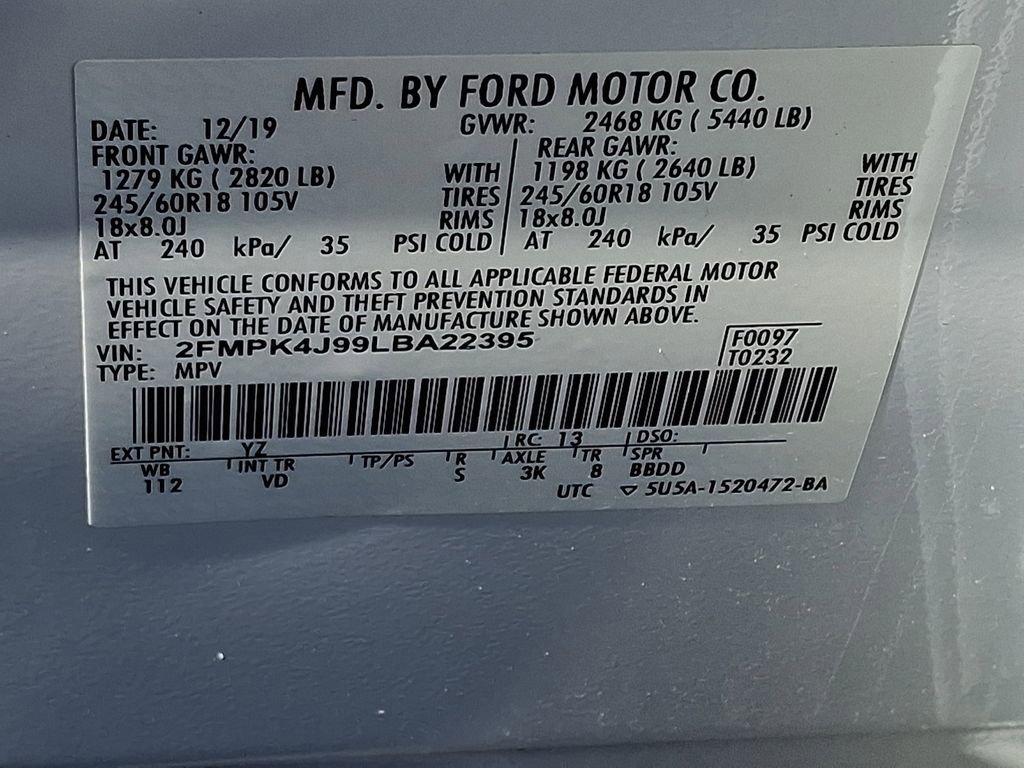 MFD. BY FORD MOTOR CO.
DATE: 12/19 GVWR: 2468 KG ( 5440 LB)
FRONT GAWR: REAR GAWR:
1279 KG ( 2820 LB) WITH 1198 KG ( 2640 LB) WITH
245/60R18 105V TIRES 245/60R18 105V TIRES
18x8.0J RIMS 18x8.0J RIMS
AT 240 kPa/ 35 PSI COLD AT 240 kPa/ 35 PSI COLD
THIS VEHICLE CONFORMS TO ALL APPLICABLE FEDERAL MOTOR
VEHICLE SAFETY AND THEFT PREVENTION STANDARDS IN
EFFECT ON THE DATE OF MANUFACTURE SHOWN ABOVE.
VIN: 2FMPK4J99LBA22395 F0097
TYPE: MPV T0232
EXT PNT: YZ RC: 13 DSO:
WB INT TR TP/PS R AXLE TR SPR
112 VD S 3K 8 BBDD
UTC ▽ 5U5A-1520472-BA